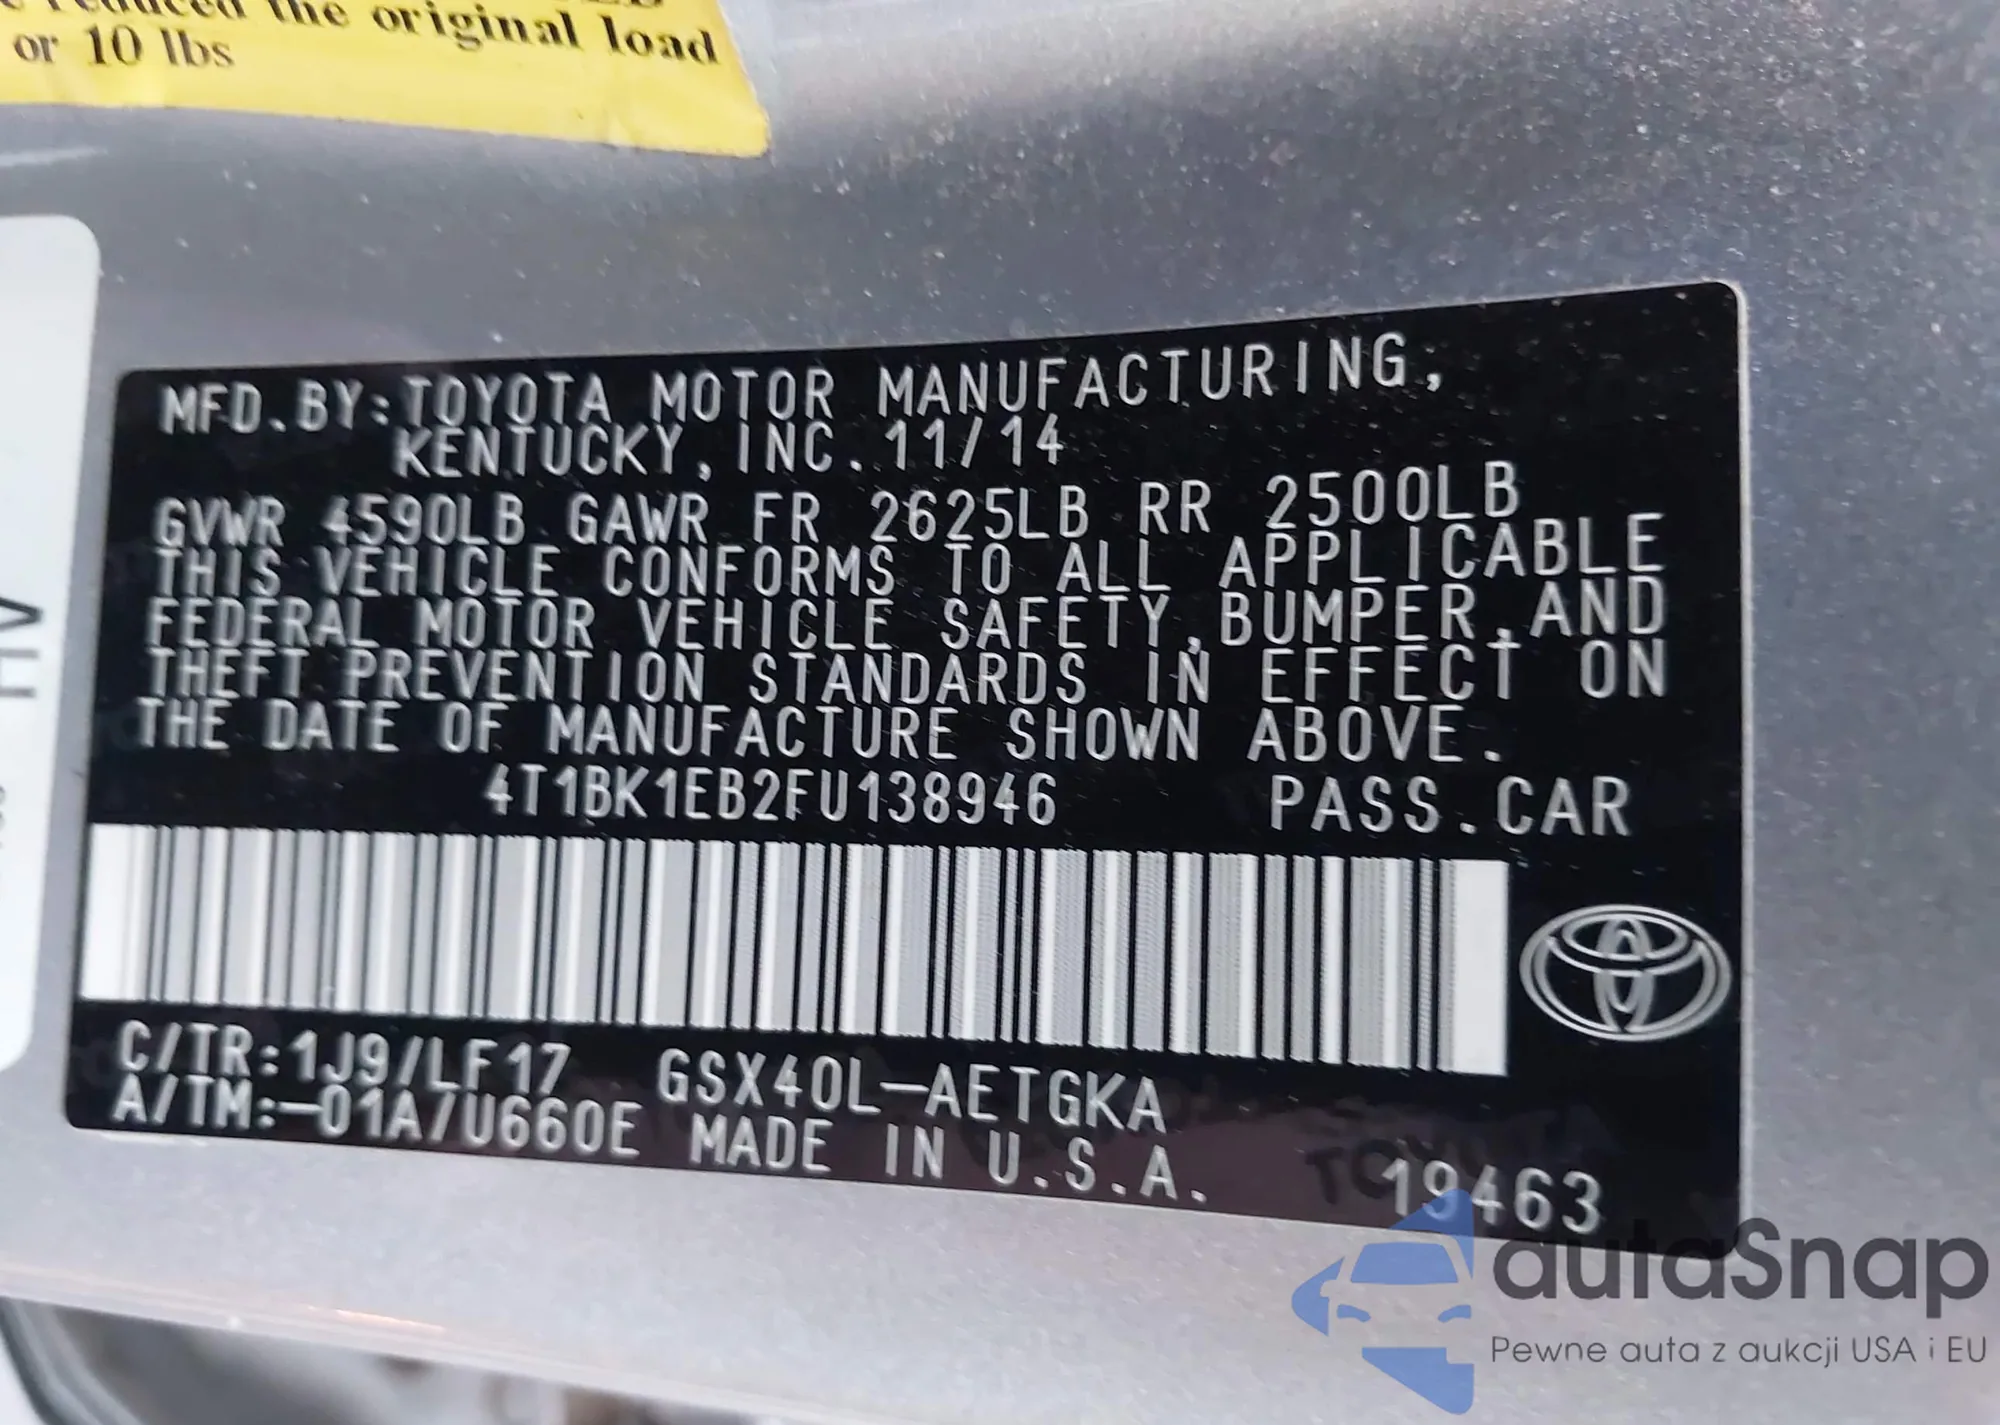 reduced the original load
or 10 lbs
HV
MFD.BY:TOYOTA MOTOR MANUFACTURING,
KENTUCKY, INC. 11/14
GVWR 4590LB GAWR FR 2625LB RR 2500LB
THIS VEHICLE CONFORMS TO ALL APPLICABLE
FEDERAL MOTOR VEHICLE SAFETY,BUMPER,AND
THEFT PREVENTION STANDARDS IN EFFECT ON
THE DATE OF MANUFACTURE SHOWN ABOVE.
4T1BK1EB2FU138946 PASS.CAR
C/TR:1J9/LF17 GSX40L-AETGKA
A/TM:-01A/U660E MADE IN U.S.A.
19463
autaSnap
Pewne auta z aukcji USA i EU